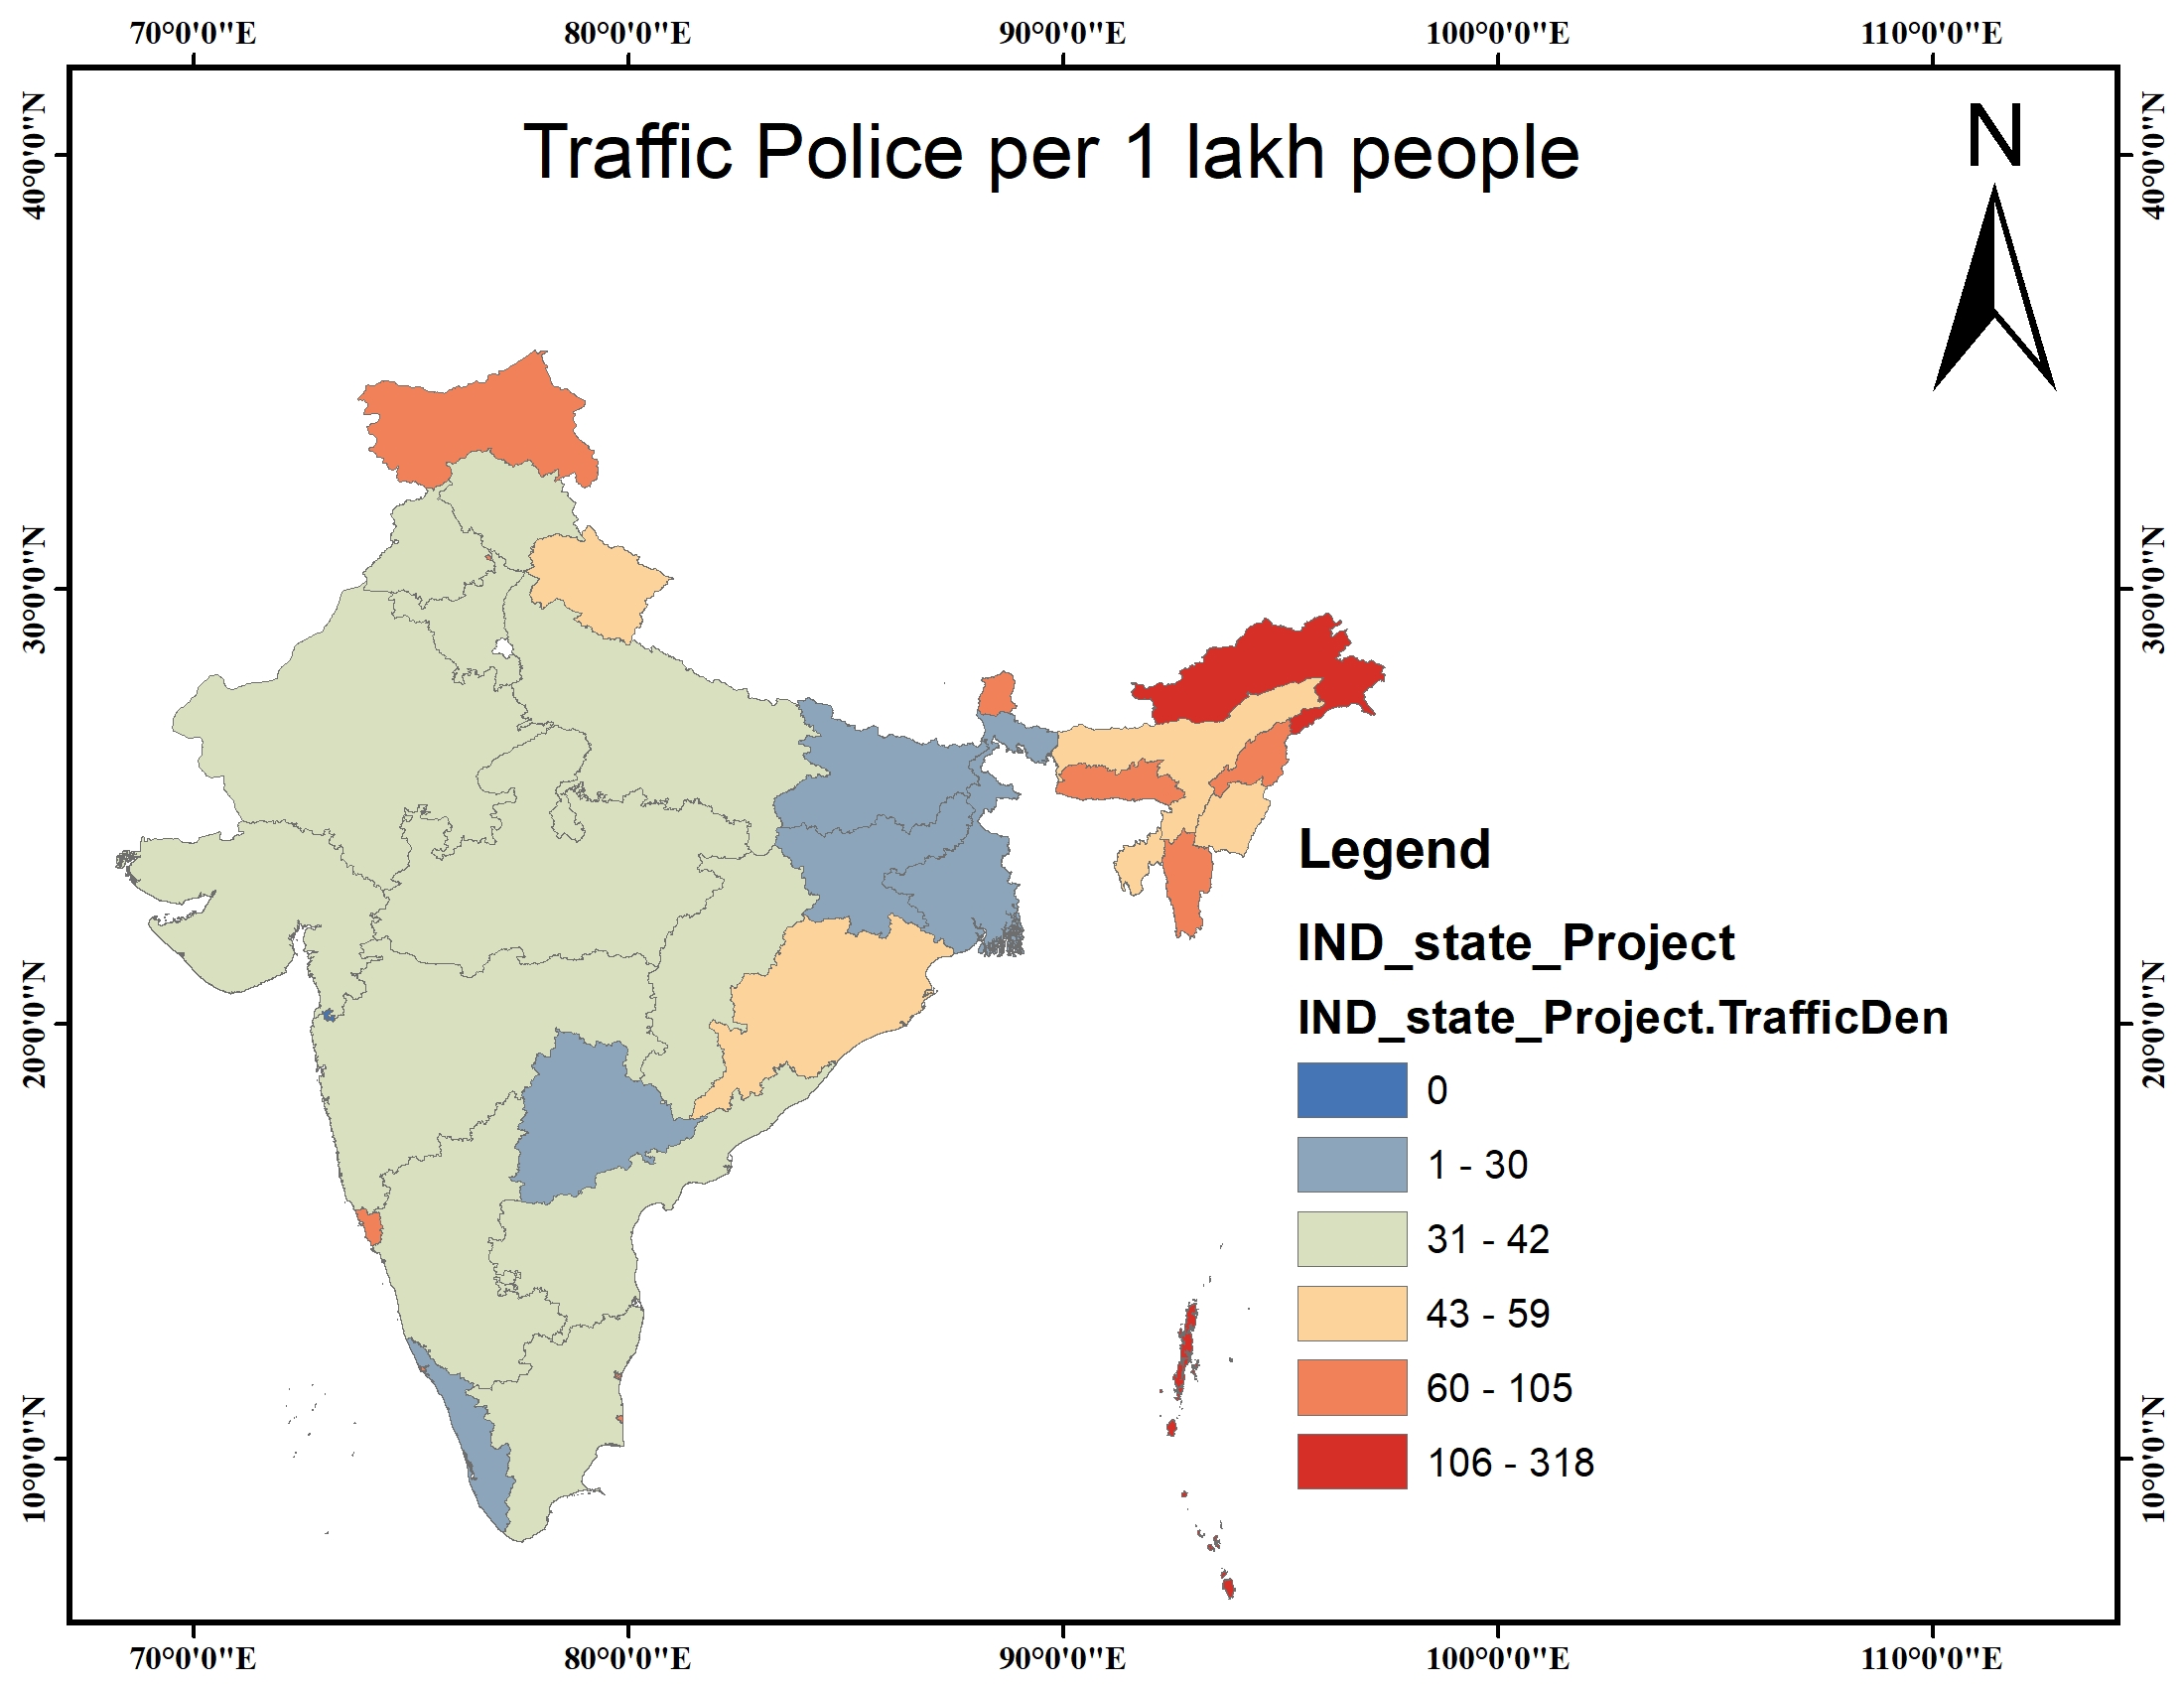 70°0'0"E 80°0'0"E 90°0'0"E 100°0'0"E 110°0'0"E
Traffic Police per 1 lakh people
N
40°0'0"N 40°0'0"N
30°0'0"N 30°0'0"N
Legend
IND_state_Project
20°0'0"N 20°0'0"N
IND_state_Project.TrafficDen
0
1 - 30
31 - 42
43 - 59
60 - 105
106 - 318
10°0'0"N 10°0'0"N
70°0'0"E 80°0'0"E 90°0'0"E 100°0'0"E 110°0'0"E